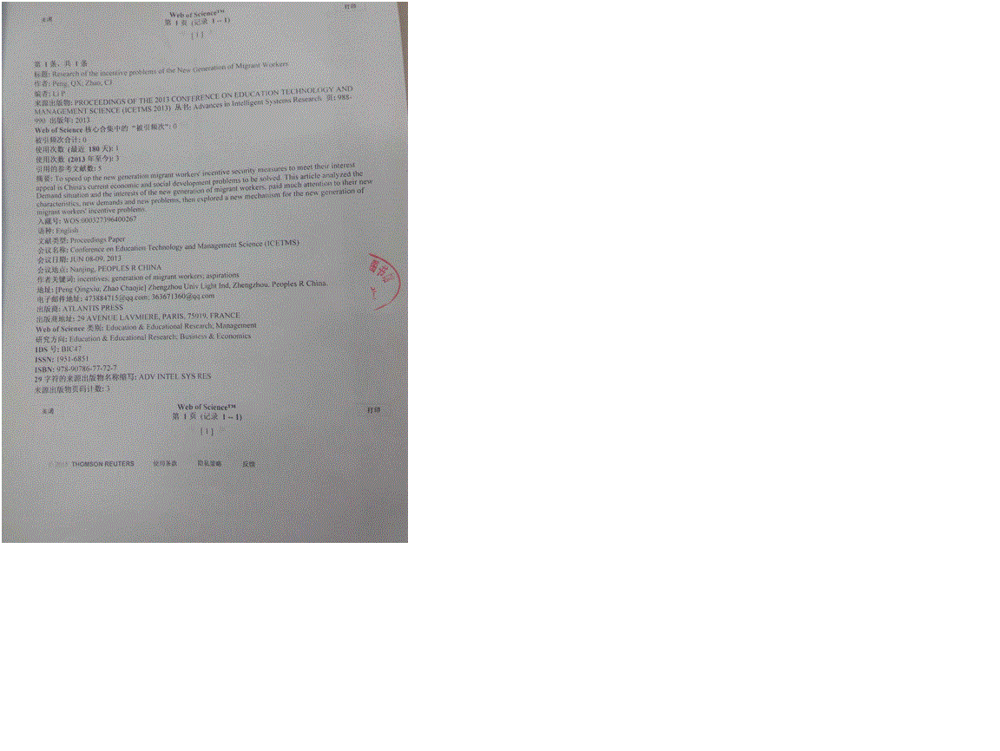 关闭 Web of Science™ 打印
第 1 页 (记录 1 -- 1)
[ 1 ]
第 1 条，共 1 条
标题: Research of the incentive problems of the New Generation of Migrant Workers
作者: Peng, QX; Zhao, CJ
编者: Li P
来源出版物: PROCEEDINGS OF THE 2013 CONFERENCE ON EDUCATION TECHNOLOGY AND
MANAGEMENT SCIENCE (ICETMS 2013) 丛书: Advances in Intelligent Systems Research 页: 988-
990 出版年: 2013
Web of Science 核心合集中的 "被引频次": 0
被引频次合计: 0
使用次数 (最近 180 天): 1
使用次数 (2013 年至今): 3
引用的参考文献数: 5
摘要: To speed up the new generation migrant workers' incentive security measures to meet their interest
appeal is China's current economic and social development problems to be solved. This article analyzed the
Demand situation and the interests of the new generation of migrant workers, paid much attention to their new
characteristics, new demands and new problems, then explored a new mechanism for the new generation of
migrant workers' incentive problems.
入藏号: WOS:000327396400267
语种: English
文献类型: Proceedings Paper
会议名称: Conference on Education Technology and Management Science (ICETMS)
会议日期: JUN 08-09, 2013
会议地点: Nanjing, PEOPLES R CHINA
作者关键词: incentives; generation of migrant workers; aspirations
地址: [Peng Qingxiu; Zhao Chaojie] Zhengzhou Univ Light Ind, Zhengzhou, Peoples R China.
电子邮件地址: 473884715@qq.com; 363671360@qq.com
出版商: ATLANTIS PRESS
出版商地址: 29 AVENUE LAVMIERE, PARIS, 75019, FRANCE
Web of Science 类别: Education & Educational Research; Management
研究方向: Education & Educational Research; Business & Economics
IDS 号: BIC47
ISSN: 1951-6851
ISBN: 978-90786-77-72-7
29 字符的来源出版物名称缩写: ADV INTEL SYS RES
来源出版物页码计数: 3
关闭 Web of Science™ 打印
第 1 页 (记录 1 -- 1)
[ 1 ]
© 2015 THOMSON REUTERS 使用条款 隐私策略 反馈